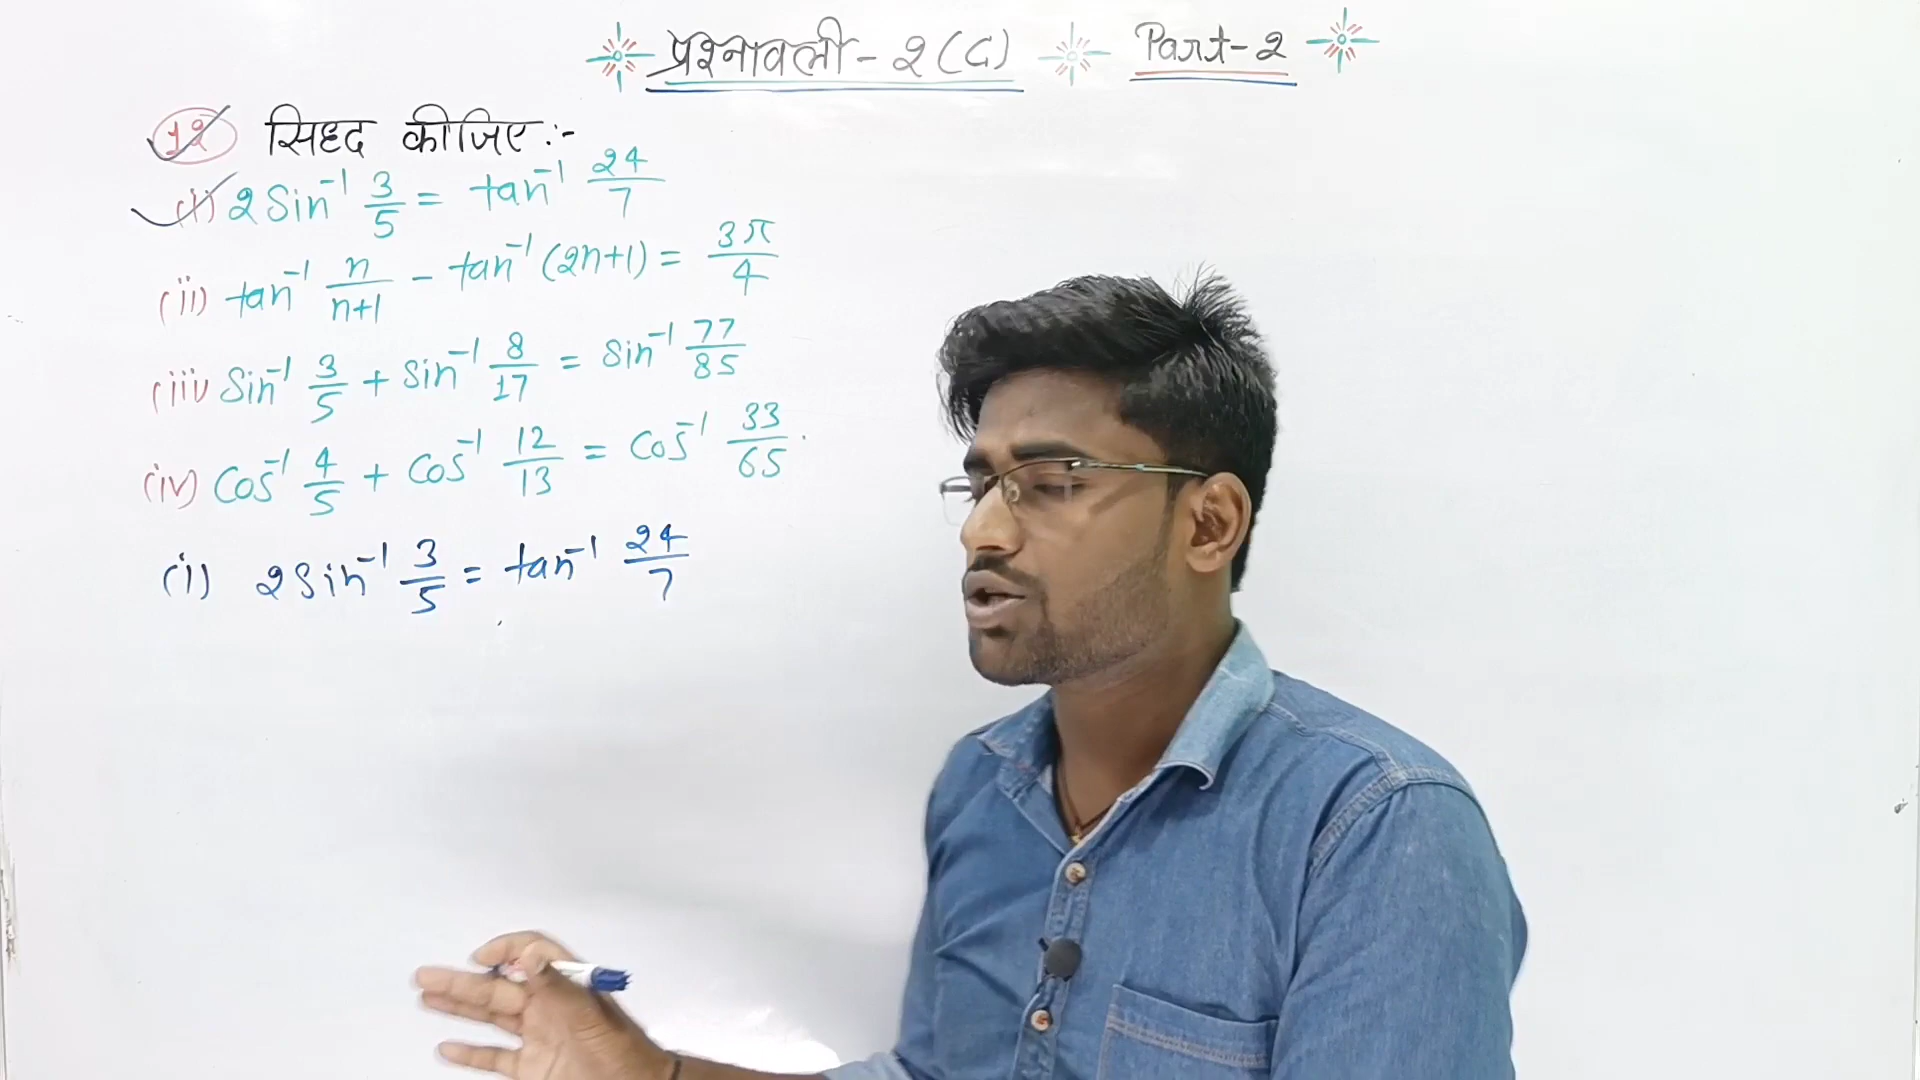 प्रश्नावली - २ (C) Part-2
12 सिध्द कीजिए :-
(i) 2 Sin⁻¹ 3/5 = tan⁻¹ 24/7
(ii) tan⁻¹ n/n+1 - tan⁻¹ (2n+1) = 3π/4
(iii) Sin⁻¹ 3/5 + Sin⁻¹ 8/17 = Sin⁻¹ 77/85
(iv) Cos⁻¹ 4/5 + Cos⁻¹ 12/13 = Cos⁻¹ 33/65.
(i) 2 Sin⁻¹ 3/5 = tan⁻¹ 24/7